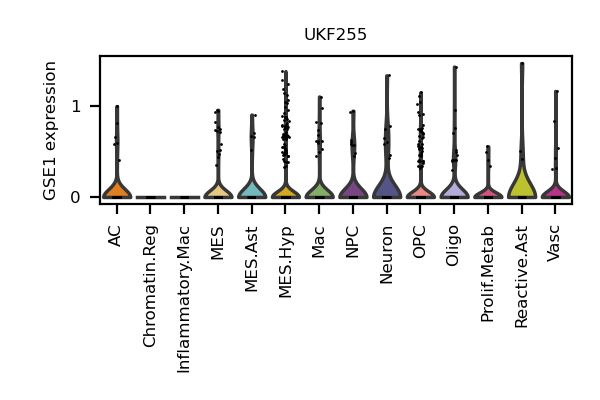 UKF255
GSE1 expression
1
0
AC
Chromatin.Reg
Inflammatory.Mac
MES
MES.Ast
MES.Hyp
Mac
NPC
Neuron
OPC
Oligo
Prolif.Metab
Reactive.Ast
Vasc